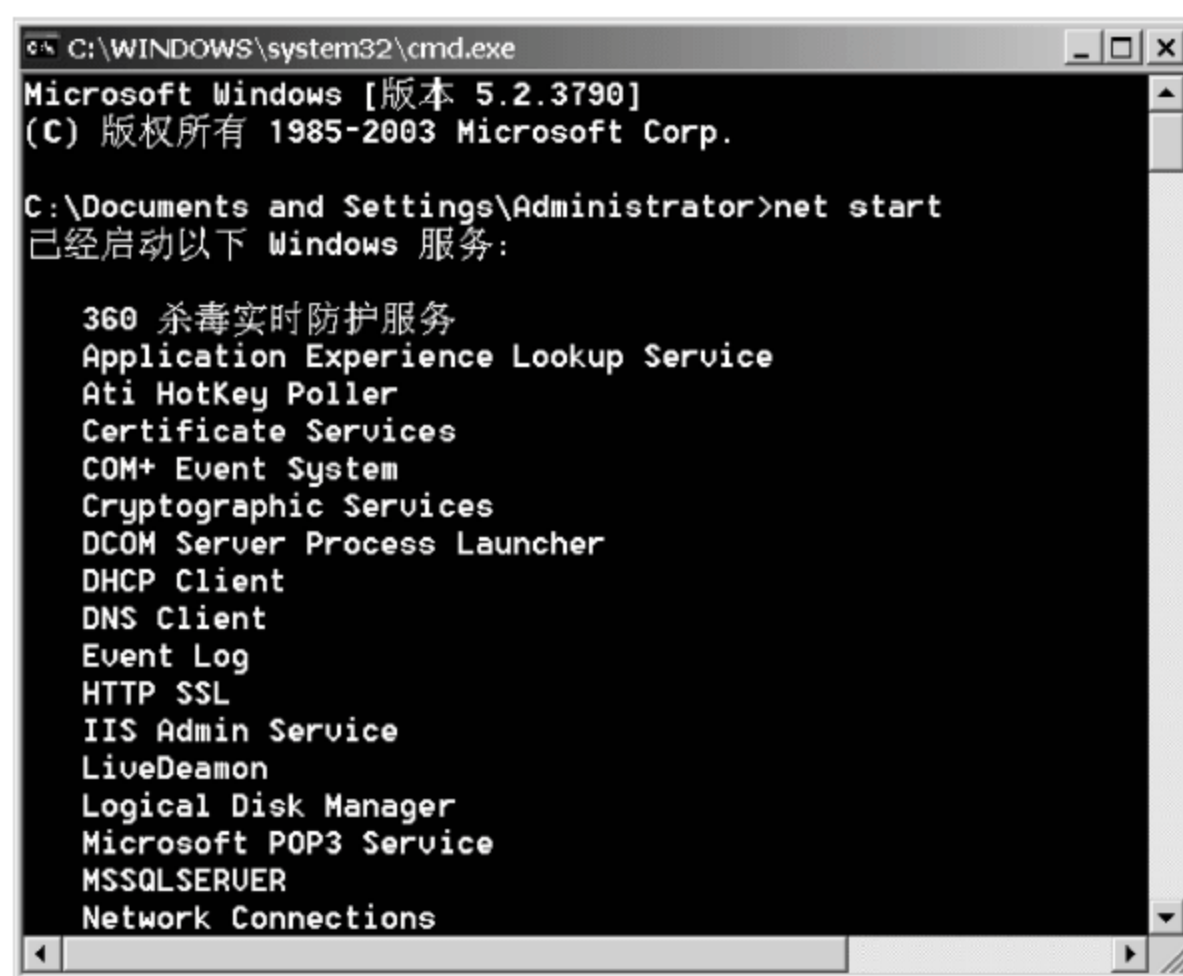 C:\WINDOWS\system32\cmd.exe
Microsoft Windows [版本 5.2.3790]
(C) 版权所有 1985-2003 Microsoft Corp.
C:\Documents and Settings\Administrator>net start
已经启动以下 Windows 服务:
360 杀毒实时防护服务
Application Experience Lookup Service
Ati HotKey Poller
Certificate Services
COM+ Event System
Cryptographic Services
DCOM Server Process Launcher
DHCP Client
DNS Client
Event Log
HTTP SSL
IIS Admin Service
LiveDeamon
Logical Disk Manager
Microsoft POP3 Service
MSSQLSERVER
Network Connections